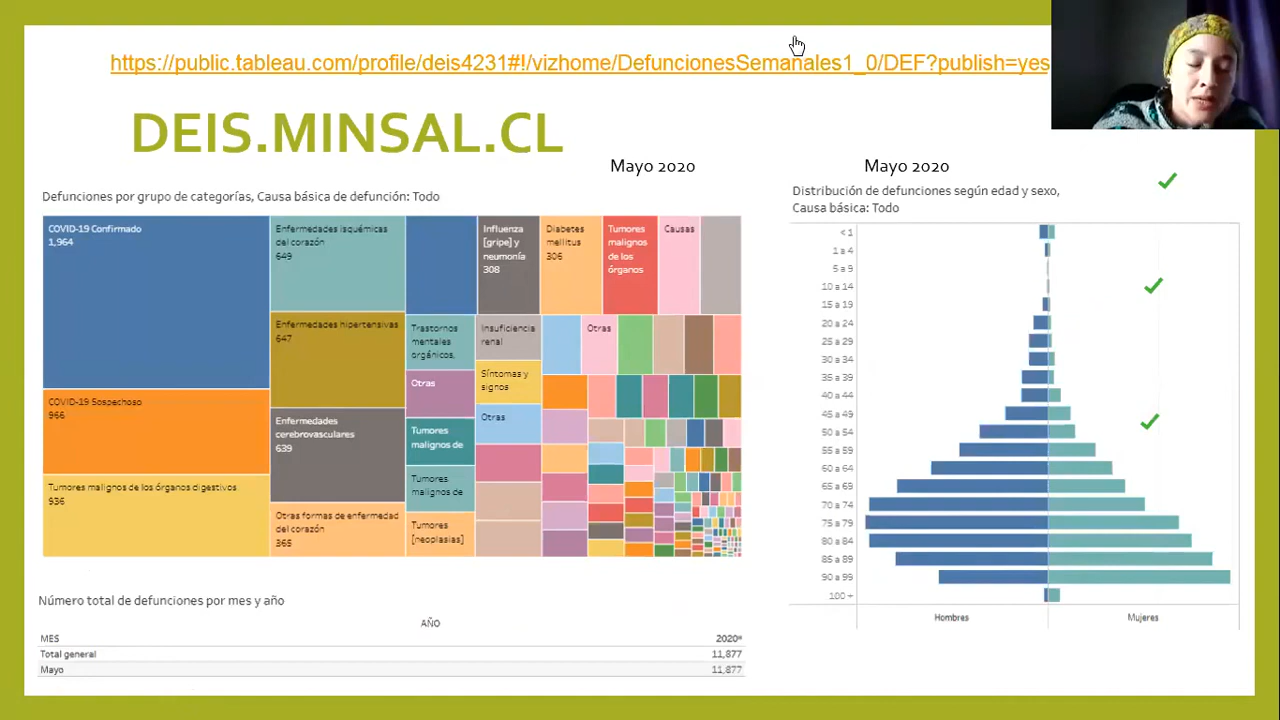 https://public.tableau.com/profile/deis4231#!/vizhome/DefuncionesSemanales1_0/DEF?publish=yes
DEIS.MINSAL.CL
Mayo 2020
Defunciones por grupo de categorías, Causa básica de defunción: Todo
COVID-19 Confirmado
1,964
COVID-19 Sospechoso
966
Tumores malignos de los órganos digestivos
936
Enfermedades isquémicas
del corazón
649
Enfermedades hipertensivas
647
Enfermedades
cerebrovasculares
639
Otras formas de enfermedad
del corazón
365
Trastornos
mentales
orgánicos,
Otras
Tumores
malignos de
Tumores
malignos de
Tumores
[neoplasias]
Influenza
[gripe] y
neumonía
308
Insuficiencia
renal
Síntomas y
signos
Otras
Diabetes
mellitus
306
Tumores
malignos
de los
órganos
Causas
Otras
Número total de defunciones por mes y año
AÑO
MES 2020*
Total general 11,877
Mayo 11,877
Mayo 2020
Distribución de defunciones según edad y sexo,
Causa básica: Todo
< 1
1 a 4
5 a 9
10 a 14
15 a 19
20 a 24
25 a 29
30 a 34
35 a 39
40 a 44
45 a 49
50 a 54
55 a 59
60 a 64
65 a 69
70 a 74
75 a 79
80 a 84
85 a 89
90 a 99
100 +
Hombres Mujeres